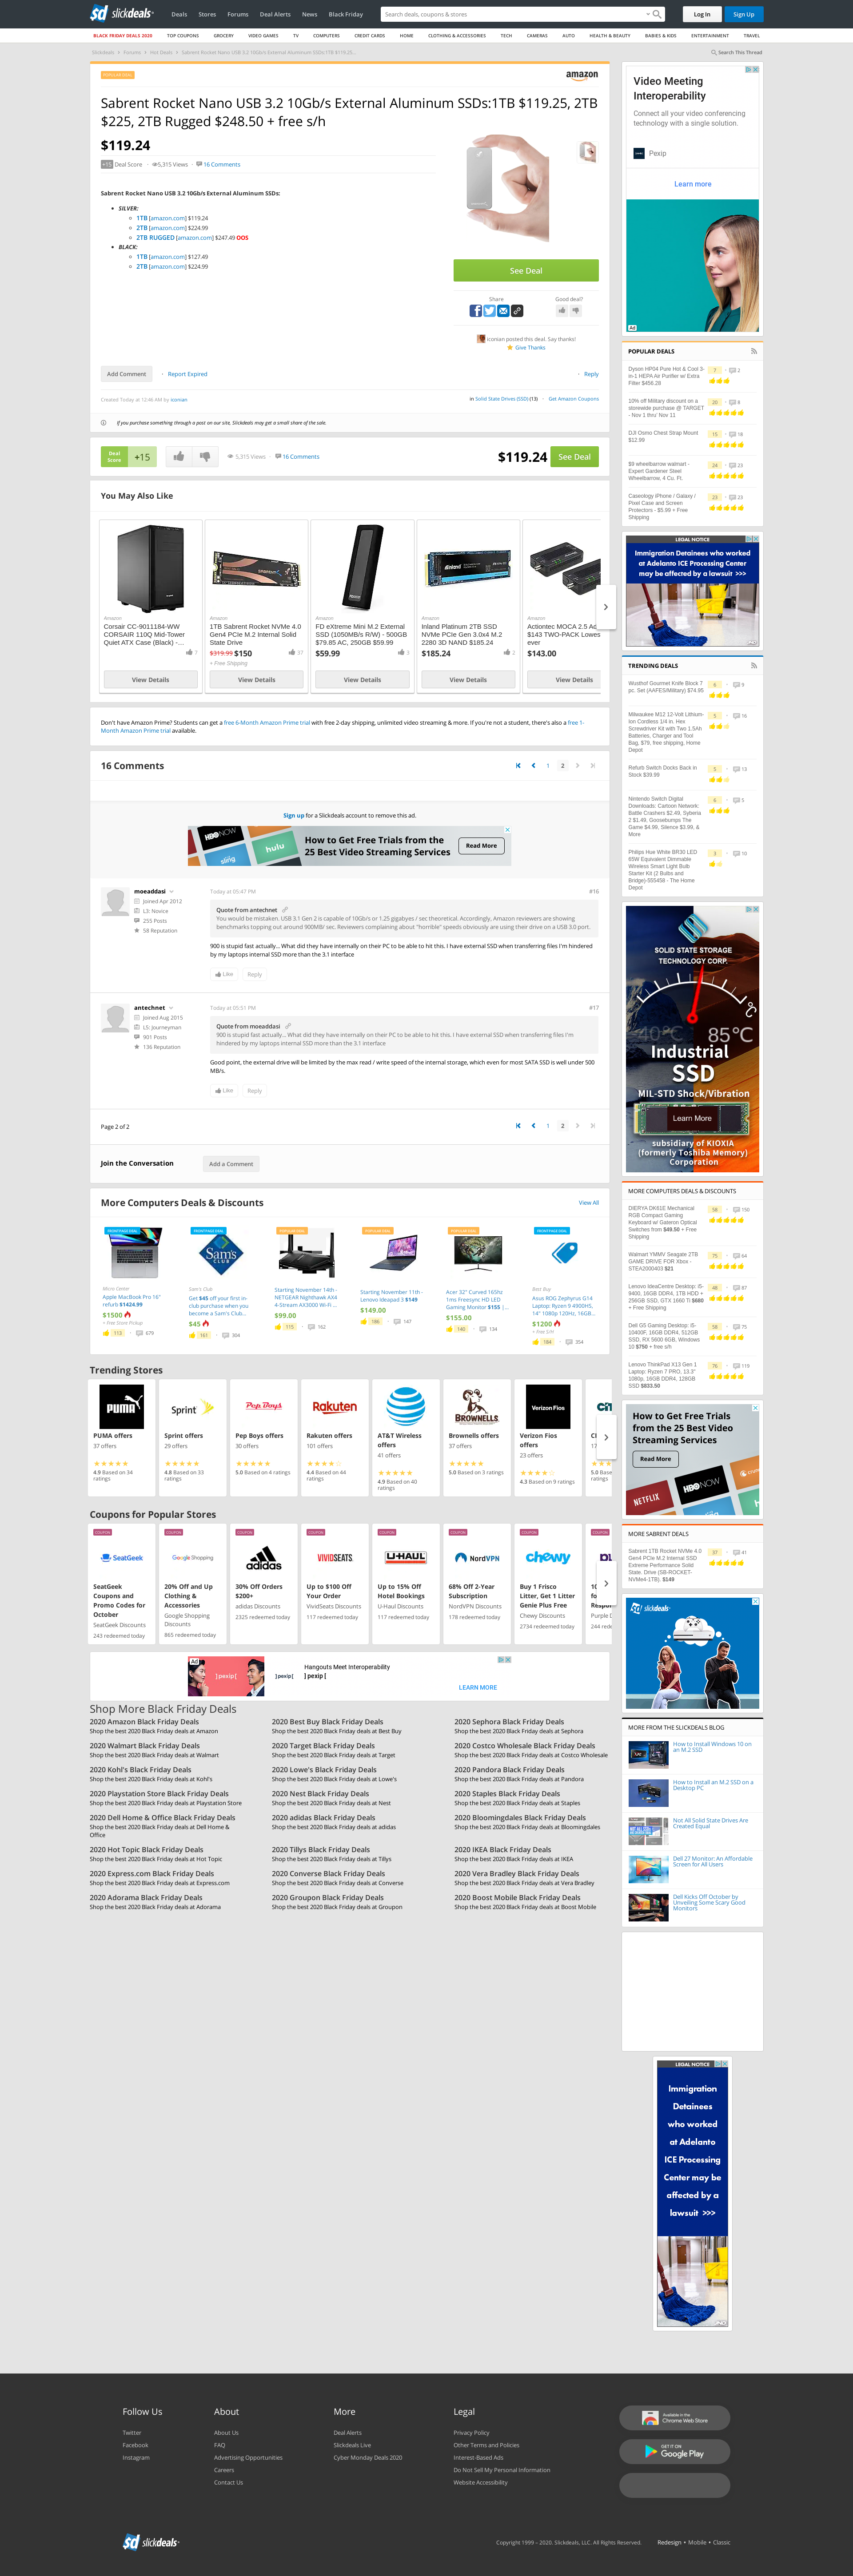 slickdeals
Deals Stores Forums Deal Alerts News Black Friday
Search deals, coupons & stores
Log In
Sign Up
BLACK FRIDAY DEALS 2020 TOP COUPONS GROCERY VIDEO GAMES TV COMPUTERS CREDIT CARDS HOME CLOTHING & ACCESSORIES TECH CAMERAS AUTO HEALTH & BEAUTY BABIES & KIDS ENTERTAINMENT TRAVEL
Slickdeals > Forums > Hot Deals > Sabrent Rocket Nano USB 3.2 10Gb/s External Aluminum SSDs:1TB $119.25...
Search This Thread
POPULAR DEAL
amazon
Sabrent Rocket Nano USB 3.2 10Gb/s External Aluminum SSDs:1TB $119.25, 2TB
$225, 2TB Rugged $248.50 + free s/h
$119.24
+15 Deal Score 5,315 Views 16 Comments
Sabrent Rocket Nano USB 3.2 10Gb/s External Aluminum SSDs:
SILVER:
1TB [amazon.com] $119.24
2TB [amazon.com] $224.99
2TB RUGGED [amazon.com] $247.49 OOS
BLACK:
1TB [amazon.com] $127.49
2TB [amazon.com] $224.99
See Deal
Share
Good deal?
iconian posted this deal. Say thanks!
Give Thanks
Add Comment
Report Expired
Reply
Created Today at 12:46 AM by iconian
in Solid State Drives (SSD) (13)
Get Amazon Coupons
If you purchase something through a post on our site, Slickdeals may get a small share of the sale.
Deal Score +15
5,315 Views 16 Comments
$119.24
See Deal
You May Also Like
Amazon
Corsair CC-9011184-WW CORSAIR 110Q Mid-Tower Quiet ATX Case (Black) -...
7
View Details
Amazon
1TB Sabrent Rocket NVMe 4.0 Gen4 PCIe M.2 Internal Solid State Drive
$319.99 $150
37
+ Free Shipping
View Details
Amazon
FD eXtreme Mini M.2 External SSD (1050MB/s R/W) - 500GB $79.85 AC, 250GB $59.99
$59.99
3
View Details
Amazon
Inland Platinum 2TB SSD NVMe PCIe Gen 3.0x4 M.2 2280 3D NAND $185.24
$185.24
2
View Details
Amazon
Actiontec MOCA 2.5 Ad
$143 TWO-PACK Lowes
ever
$143.00
View Details
Don't have Amazon Prime? Students can get a free 6-Month Amazon Prime trial with free 2-day shipping, unlimited video streaming & more. If you're not a student, there's also a free 1-
Month Amazon Prime trial available.
16 Comments
1 2
Sign up for a Slickdeals account to remove this ad.
HBO NOW
sling
hulu
How to Get Free Trials from the
25 Best Video Streaming Services
Read More
moeaddasi
Joined Apr 2012
L3: Novice
255 Posts
58 Reputation
Today at 05:47 PM
#16
Quote from antechnet
You would be mistaken. USB 3.1 Gen 2 is capable of 10Gb/s or 1.25 gigabytes / sec theoretical. Accordingly, Amazon reviewers are showing
benchmarks topping out around 900MB/ sec. Reviewers complaining about "horrible" speeds obviously are using their drive on a USB 3.0 port.
900 is stupid fast actually... What did they have internally on their PC to be able to hit this. I have external SSD when transferring files I'm hindered
by my laptops internal SSD more than the 3.1 interface
Like
Reply
antechnet
Joined Aug 2015
L5: Journeyman
901 Posts
136 Reputation
Today at 05:51 PM
#17
Quote from moeaddasi
900 is stupid fast actually... What did they have internally on their PC to be able to hit this. I have external SSD when transferring files I'm
hindered by my laptops internal SSD more than the 3.1 interface
Good point, the external drive will be limited by the max read / write speed of the internal storage, which even for most SATA SSD is well under 500
MB/s.
Like
Reply
Page 2 of 2
1 2
Join the Conversation
Add a Comment
More Computers Deals & Discounts
View All
FRONTPAGE DEAL
Micro Center
Apple MacBook Pro 16" refurb $1424.99
$1500
+ Free Store Pickup
113 679
FRONTPAGE DEAL
Sam's CLUB
Sam's Club
Get $45 off your first in-club purchase when you become a Sam's Club...
$45
161 304
POPULAR DEAL
Starting November 14th - NETGEAR Nighthawk AX4 4-Stream AX3000 Wi-Fi ...
$99.00
115 162
POPULAR DEAL
Starting November 11th - Lenovo Ideapad 3 $149
$149.00
186 147
POPULAR DEAL
Acer 32" Curved 165hz 1ms Freesync HD LED Gaming Monitor $155 |...
$155.00
140 134
FRONTPAGE DEAL
Best Buy
Asus ROG Zephyrus G14 Laptop: Ryzen 9 4900HS, 14" 1080p 120Hz, 16GB...
$1200
+ Free S/H
184 354
Trending Stores
PUMA offers
37 offers
4.9 Based on 34 ratings
Sprint offers
29 offers
4.8 Based on 33 ratings
Pep Boys offers
30 offers
5.0 Based on 4 ratings
Rakuten offers
101 offers
4.4 Based on 44 ratings
AT&T Wireless offers
41 offers
4.9 Based on 40 ratings
BROWNELLS
Brownells offers
37 offers
5.0 Based on 3 ratings
Verizon Fios
Verizon Fios offers
23 offers
4.3 Based on 9 ratings
Coupons for Popular Stores
COUPON
SeatGeek
SeatGeek Coupons and Promo Codes for October
SeatGeek Discounts
243 redeemed today
COUPON
Google Shopping
20% Off and Up Clothing & Accessories
Google Shopping Discounts
865 redeemed today
COUPON
adidas
30% Off Orders $200+
adidas Discounts
2325 redeemed today
COUPON
VIVIDSEATS
Up to $100 Off Your Order
VividSeats Discounts
117 redeemed today
COUPON
U-HAUL
Up to 15% Off Hotel Bookings
U-Haul Discounts
117 redeemed today
COUPON
NordVPN
68% Off 2-Year Subscription
NordVPN Discounts
178 redeemed today
COUPON
chewy
Buy 1 Frisco Litter, Get 1 Litter Genie Plus Free
Chewy Discounts
2734 redeemed today
COUPON
Ad
] pexip [
Hangouts Meet Interoperability
] pexip [
LEARN MORE
Shop More Black Friday Deals
2020 Amazon Black Friday Deals
Shop the best 2020 Black Friday deals at Amazon
2020 Best Buy Black Friday Deals
Shop the best 2020 Black Friday deals at Best Buy
2020 Sephora Black Friday Deals
Shop the best 2020 Black Friday deals at Sephora
2020 Walmart Black Friday Deals
Shop the best 2020 Black Friday deals at Walmart
2020 Target Black Friday Deals
Shop the best 2020 Black Friday deals at Target
2020 Costco Wholesale Black Friday Deals
Shop the best 2020 Black Friday deals at Costco Wholesale
2020 Kohl's Black Friday Deals
Shop the best 2020 Black Friday deals at Kohl's
2020 Lowe's Black Friday Deals
Shop the best 2020 Black Friday deals at Lowe's
2020 Pandora Black Friday Deals
Shop the best 2020 Black Friday deals at Pandora
2020 Playstation Store Black Friday Deals
Shop the best 2020 Black Friday deals at Playstation Store
2020 Nest Black Friday Deals
Shop the best 2020 Black Friday deals at Nest
2020 Staples Black Friday Deals
Shop the best 2020 Black Friday deals at Staples
2020 Dell Home & Office Black Friday Deals
Shop the best 2020 Black Friday deals at Dell Home &
Office
2020 adidas Black Friday Deals
Shop the best 2020 Black Friday deals at adidas
2020 Bloomingdales Black Friday Deals
Shop the best 2020 Black Friday deals at Bloomingdales
2020 Hot Topic Black Friday Deals
Shop the best 2020 Black Friday deals at Hot Topic
2020 Tillys Black Friday Deals
Shop the best 2020 Black Friday deals at Tillys
2020 IKEA Black Friday Deals
Shop the best 2020 Black Friday deals at IKEA
2020 Express.com Black Friday Deals
Shop the best 2020 Black Friday deals at Express.com
2020 Converse Black Friday Deals
Shop the best 2020 Black Friday deals at Converse
2020 Vera Bradley Black Friday Deals
Shop the best 2020 Black Friday deals at Vera Bradley
2020 Adorama Black Friday Deals
Shop the best 2020 Black Friday deals at Adorama
2020 Groupon Black Friday Deals
Shop the best 2020 Black Friday deals at Groupon
2020 Boost Mobile Black Friday Deals
Shop the best 2020 Black Friday deals at Boost Mobile
Video Meeting
Interoperability
Connect all your video conferencing
technology with a single solution.
Pexip
Learn more
Ad
POPULAR DEALS
Dyson HP04 Pure Hot & Cool 3-in-1 HEPA Air Purifier w/ Extra Filter $456.28
7 2
10% off Military discount on a storewide purchase @ TARGET - Nov 1 thru' Nov 11
20 8
DJI Osmo Chest Strap Mount $12.99
15 18
$9 wheelbarrow walmart - Expert Gardener Steel Wheelbarrow, 4 Cu. Ft.
24 23
Caseology iPhone / Galaxy / Pixel Case and Screen Protectors - $5.99 + Free Shipping
23 23
LEGAL NOTICE
Immigration Detainees who worked
at Adelanto ICE Processing Center
may be affected by a lawsuit >>>
TRENDING DEALS
Wusthof Gourmet Knife Block 7 pc. Set (AAFES/Military) $74.95
6 9
Milwaukee M12 12-Volt Lithium-Ion Cordless 1/4 in. Hex Screwdriver Kit with Two 1.5Ah Batteries, Charger and Tool Bag, $79, free shipping, Home Depot
5 16
Refurb Switch Docks Back in Stock $39.99
5 13
Nintendo Switch Digital Downloads: Cartoon Network: Battle Crashers $2.49, Syberia 2 $1.49, Goosebumps The Game $4.99, Silence $3.99, & More
6 5
Philips Hue White BR30 LED 65W Equivalent Dimmable Wireless Smart Light Bulb Starter Kit (2 Bulbs and Bridge)-555458 - The Home Depot
3 10
SOLID STATE STORAGE
TECHNOLOGY CORP.
-40°C 85°C
Industrial
SSD
MIL-STD Shock/Vibration
Learn More
subsidiary of KIOXIA
(formerly Toshiba Memory)
Corporation
MORE COMPUTERS DEALS & DISCOUNTS
DIERYA DK61E Mechanical RGB Compact Gaming Keyboard w/ Gateron Optical Switches from $49.50 + Free Shipping
58 150
Walmart YMMV Seagate 2TB GAME DRIVE FOR Xbox - STEA2000403 $21
75 64
Lenovo IdeaCentre Desktop: i5-9400, 16GB DDR4, 1TB HDD + 256GB SSD, GTX 1660 Ti $680 + Free Shipping
48 87
Dell G5 Gaming Desktop: i5-10400F, 16GB DDR4, 512GB SSD, RX 5600 6GB, Windows 10 $750 + free s/h
58 75
Lenovo ThinkPad X13 Gen 1 Laptop: Ryzen 7 PRO, 13.3" 1080p, 16GB DDR4, 128GB SSD $833.50
76 119
How to Get Free Trials
from the 25 Best Video
Streaming Services
Read More
NETFLIX
HBO NOW
MORE SABRENT DEALS
Sabrent 1TB Rocket NVMe 4.0 Gen4 PCIe M.2 Internal SSD Extreme Performance Solid State. Drive (SB-ROCKET-NVMe4-1TB). $149
37 41
slickdeals
MORE FROM THE SLICKDEALS BLOG
How to Install Windows 10 on an M.2 SSD
How to Install an M.2 SSD on a Desktop PC
Not All Solid State Drives Are Created Equal
Dell 27 Monitor: An Affordable Screen for All Users
Dell Kicks Off October by Unveiling Some Scary Good Monitors
LEGAL NOTICE
Immigration
Detainees
who worked
at Adelanto
ICE Processing
Center may be
affected by a
lawsuit >>>
Follow Us
Twitter
Facebook
Instagram
About
About Us
FAQ
Advertising Opportunities
Careers
Contact Us
More
Deal Alerts
Slickdeals Live
Cyber Monday Deals 2020
Legal
Privacy Policy
Other Terms and Policies
Interest-Based Ads
Do Not Sell My Personal Information
Website Accessibility
Available in the
Chrome Web Store
GET IT ON
Google Play
slickdeals
Copyright 1999 - 2020. Slickdeals, LLC. All Rights Reserved.
Redesign • Mobile • Classic